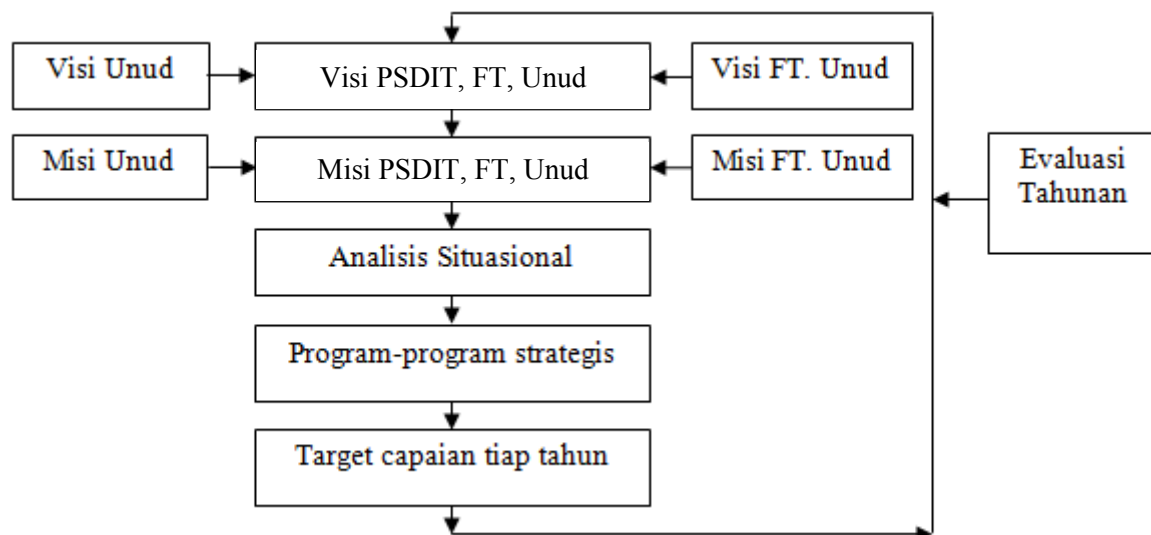 Visi Unud
Visi PSDIT, FT, Unud
Visi FT. Unud
Misi Unud
Misi PSDIT, FT, Unud
Misi FT. Unud
Evaluasi
Tahunan
Analisis Situasional
Program-program strategis
Target capaian tiap tahun